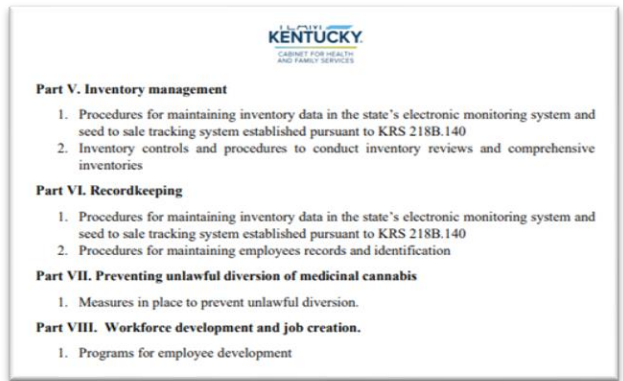 TEAM
KENTUCKY.
CABINET FOR HEALTH
AND FAMILY SERVICES
Part V. Inventory management
1. Procedures for maintaining inventory data in the state's electronic monitoring system and
seed to sale tracking system established pursuant to KRS 218B.140
2. Inventory controls and procedures to conduct inventory reviews and comprehensive
inventories
Part VI. Recordkeeping
1. Procedures for maintaining inventory data in the state's electronic monitoring system and
seed to sale tracking system established pursuant to KRS 218B.140
2. Procedures for maintaining employees records and identification
Part VII. Preventing unlawful diversion of medicinal cannabis
1. Measures in place to prevent unlawful diversion.
Part VIII. Workforce development and job creation.
1. Programs for employee development